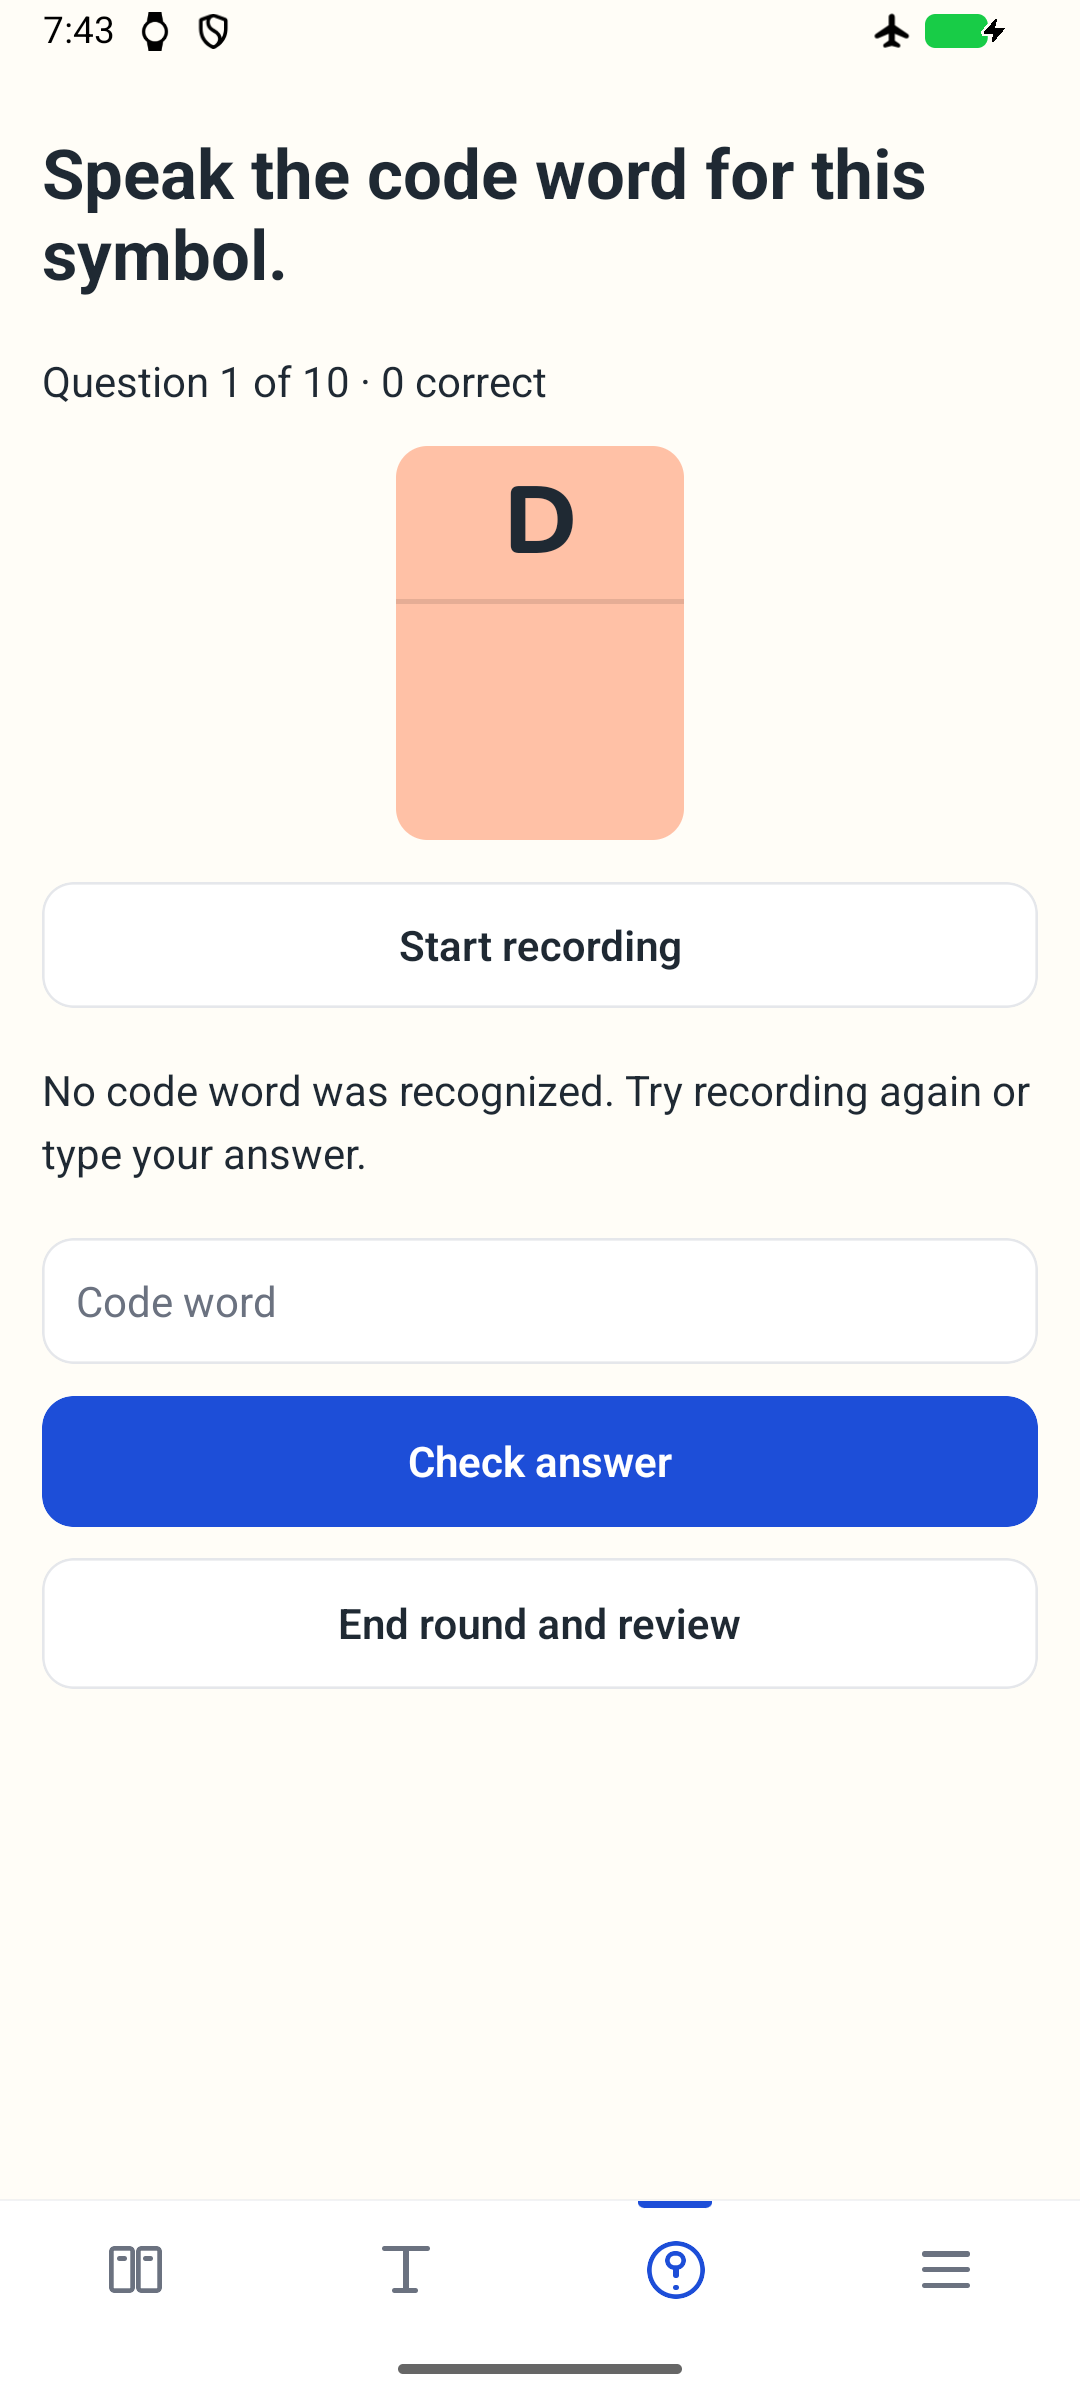 7:43
Speak the code word for this
symbol.
Question 1 of 10 · 0 correct
D
Start recording
No code word was recognized. Try recording again or
type your answer.
Code word
Check answer
End round and review